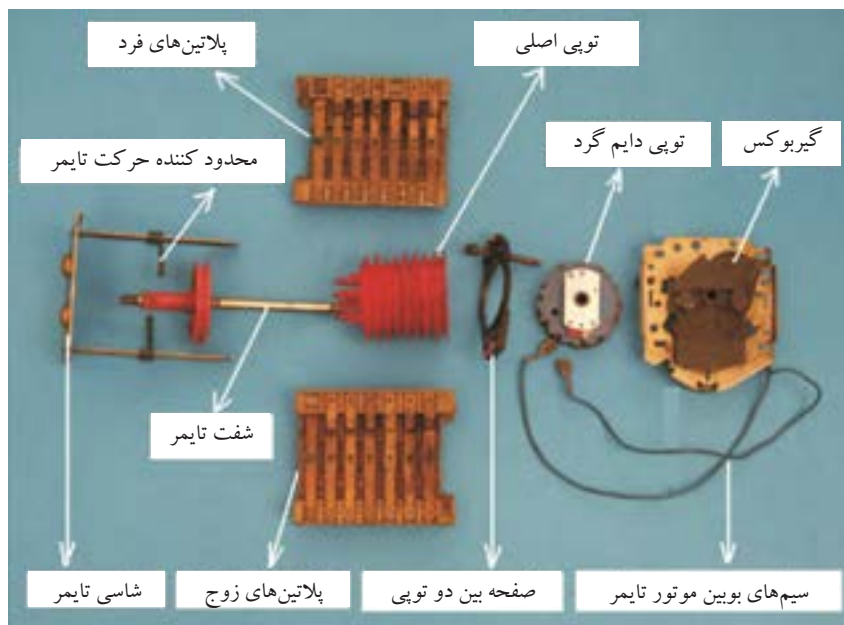 توپی اصلی
پلاتین‌های فرد
گیربوکس
توپی دایم گرد
محدود کننده حرکت تایمر
شفت تایمر
سیم‌های بوبین موتور تایمر
صفحه بین دو توپی
پلاتین‌های زوج
شاسی تایمر